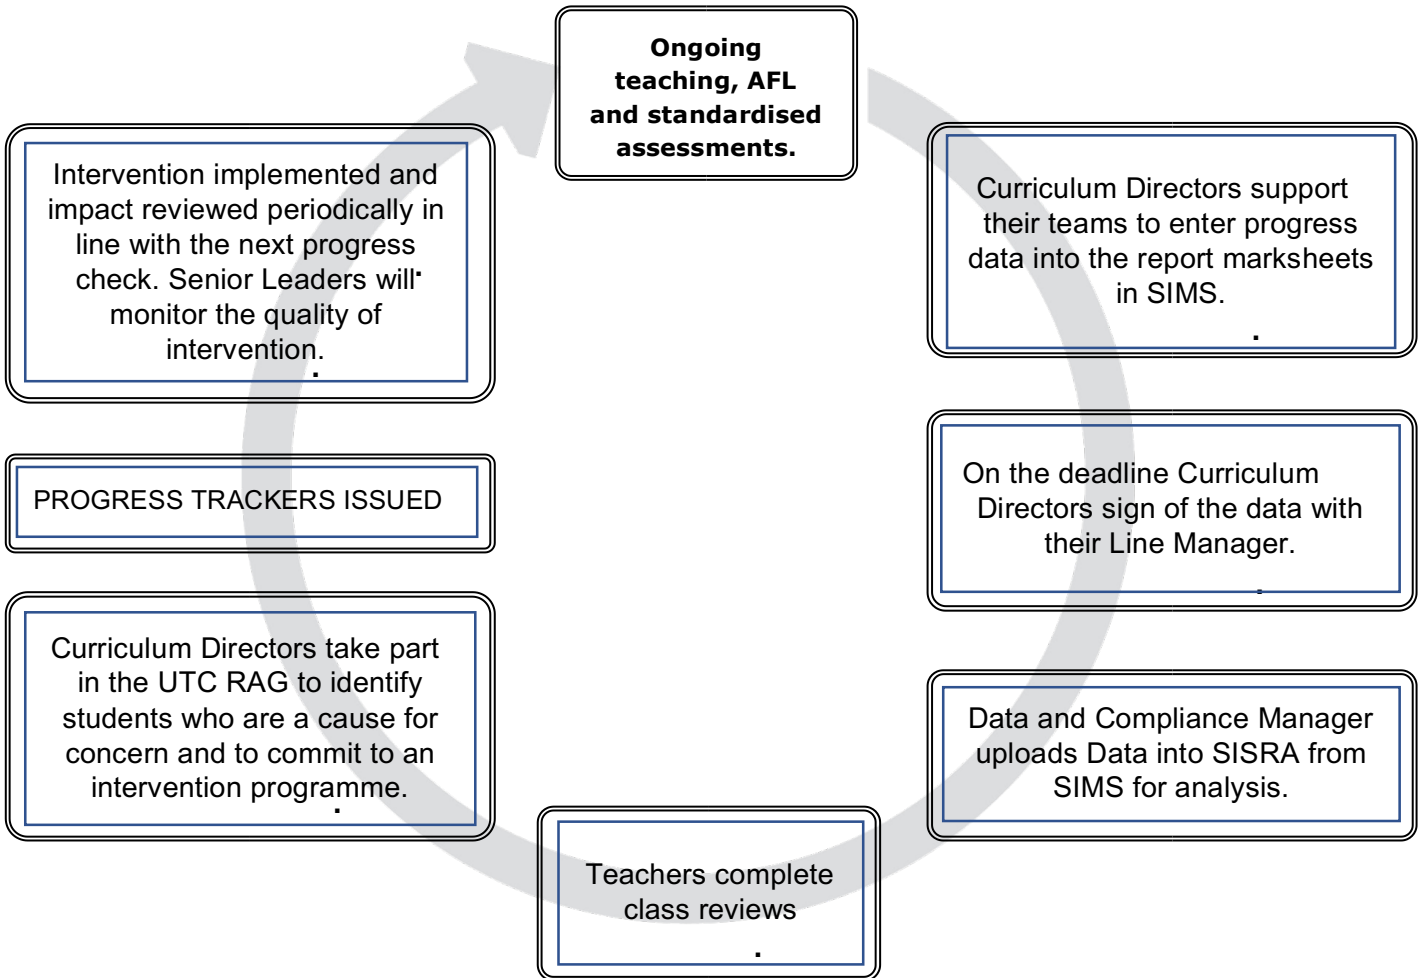 Ongoing
teaching, AFL
and standardised
assessments.
Curriculum Directors support
their teams to enter progress
data into the report marksheets
in SIMS.
.
On the deadline Curriculum
Directors sign of the data with
their Line Manager.
.
Data and Compliance Manager
uploads Data into SISRA from
SIMS for analysis.
Teachers complete
class reviews
.
Curriculum Directors take part
in the UTC RAG to identify
students who are a cause for
concern and to commit to an
intervention programme.
.
PROGRESS TRACKERS ISSUED
Intervention implemented and
impact reviewed periodically in
line with the next progress
check. Senior Leaders will.
monitor the quality of
intervention.
.